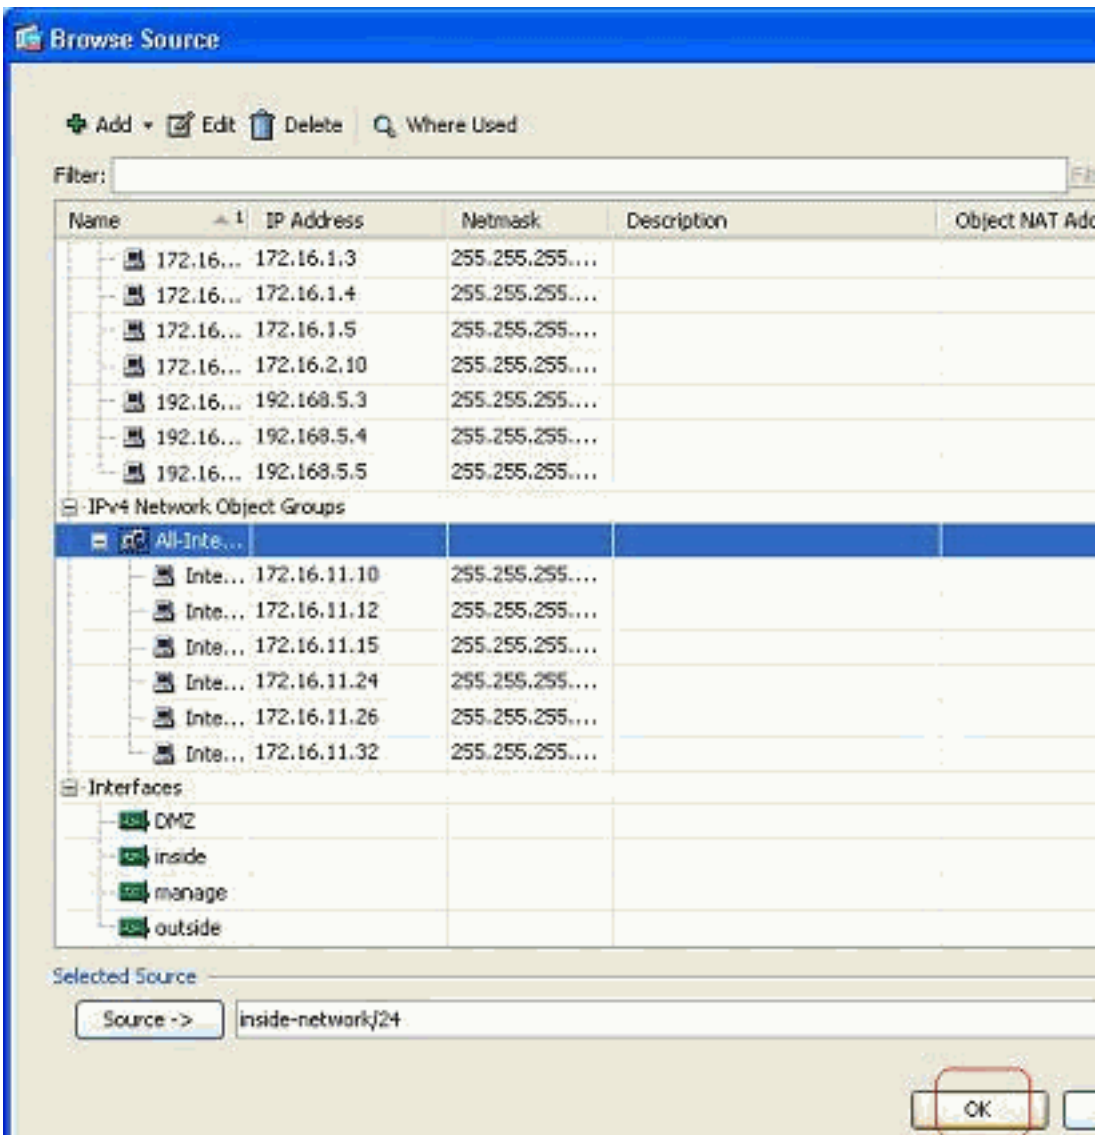 Browse Source
Add Edit Delete Where Used
Filter:
Name 1 IP Address Netmask Description Object NAT Add
172.16... 172.16.1.3 255.255.255....
172.16... 172.16.1.4 255.255.255....
172.16... 172.16.1.5 255.255.255....
172.16... 172.16.2.10 255.255.255....
192.16... 192.168.5.3 255.255.255....
192.16... 192.168.5.4 255.255.255....
192.16... 192.168.5.5 255.255.255....
IPv4 Network Object Groups
All-Inte...
Inte... 172.16.11.10 255.255.255....
Inte... 172.16.11.12 255.255.255....
Inte... 172.16.11.15 255.255.255....
Inte... 172.16.11.24 255.255.255....
Inte... 172.16.11.26 255.255.255....
Inte... 172.16.11.32 255.255.255....
Interfaces
DMZ
inside
manage
outside
Selected Source
Source -> inside-network/24
OK